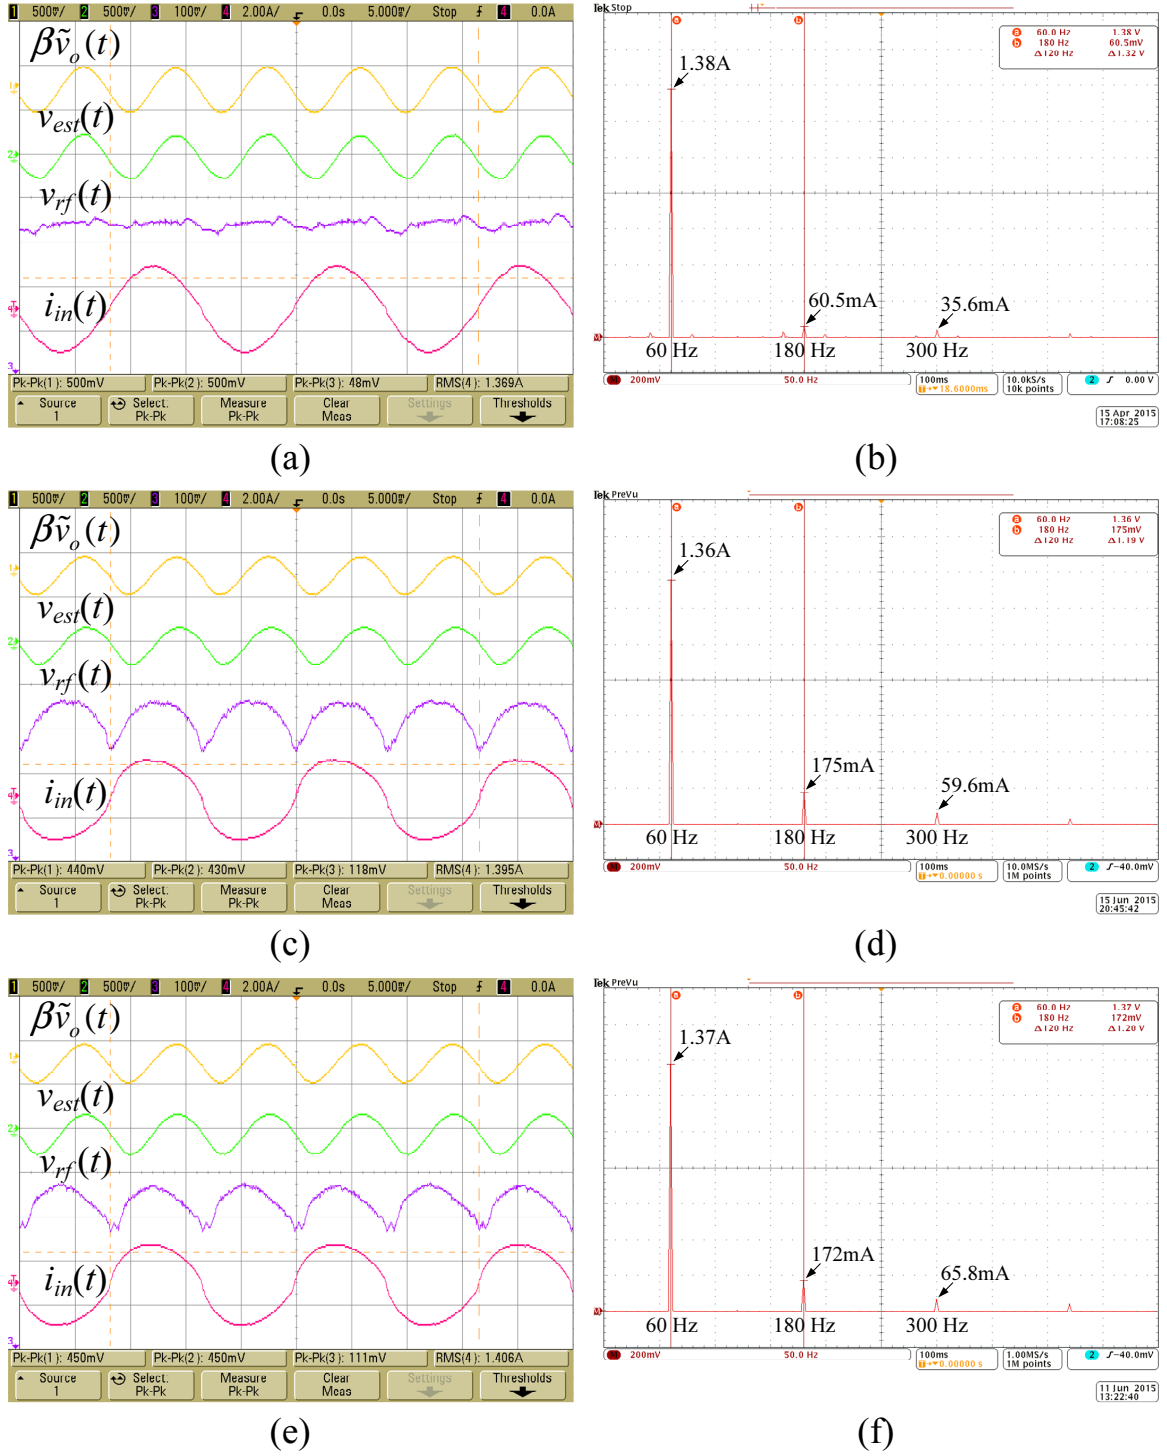 1 500mV/ 2 500mV/ 3 100mV/ 4 2.00A/ 0.0s 5.000ms/ Stop 4 0.0A
βṽo(t)
1
vest(t)
2
vrf(t)
iin(t)
3
Pk-Pk(1): 500mV Pk-Pk(2): 500mV Pk-Pk(3): 48mV RMS(4): 1.369A
Source 1
Select: Pk-Pk
Measure Pk-Pk
Clear Meas
Settings
Thresholds
(a)
Tek Stop
a b
a 60.0 Hz 1.38 V
b 180 Hz 60.5mV
Δ120 Hz Δ1.32 V
1.38A
60.5mA
35.6mA
M
60 Hz 180 Hz 300 Hz
M 200mV 50.0 Hz
100ms 10.0kS/s 2 0.00 V
18.6000ms 10k points
15 Apr 2015
17:08:25
(b)
1 500mV/ 2 500mV/ 3 100mV/ 4 2.00A/ 0.0s 5.000ms/ Stop 4 0.0A
βṽo(t)
1
vest(t)
2
vrf(t)
iin(t)
3
Pk-Pk(1): 440mV Pk-Pk(2): 430mV Pk-Pk(3): 118mV RMS(4): 1.395A
Source 1
Select: Pk-Pk
Measure Pk-Pk
Clear Meas
Settings
Thresholds
(c)
Tek PreVu
a b
a 60.0 Hz 1.36 V
b 180 Hz 175mV
Δ120 Hz Δ1.19 V
1.36A
175mA
59.6mA
M
60 Hz 180 Hz 300 Hz
M 200mV 50.0 Hz
100ms 10.0MS/s 2 -40.0mV
0.00000 s 1M points
15 Jun 2015
20:45:42
(d)
1 500mV/ 2 500mV/ 3 100mV/ 4 2.00A/ 0.0s 5.000ms/ Stop 4 0.0A
βṽo(t)
1
vest(t)
2
vrf(t)
iin(t)
3
Pk-Pk(1): 450mV Pk-Pk(2): 450mV Pk-Pk(3): 111mV RMS(4): 1.406A
Source 1
Select: Pk-Pk
Measure Pk-Pk
Clear Meas
Settings
Thresholds
(e)
Tek PreVu
a b
a 60.0 Hz 1.37 V
b 180 Hz 172mV
Δ120 Hz Δ1.20 V
1.37A
172mA
65.8mA
M
60 Hz 180 Hz 300 Hz
M 200mV 50.0 Hz
100ms 1.00MS/s 2 -40.0mV
0.00000 s 1M points
11 Jun 2015
13:22:40
(f)